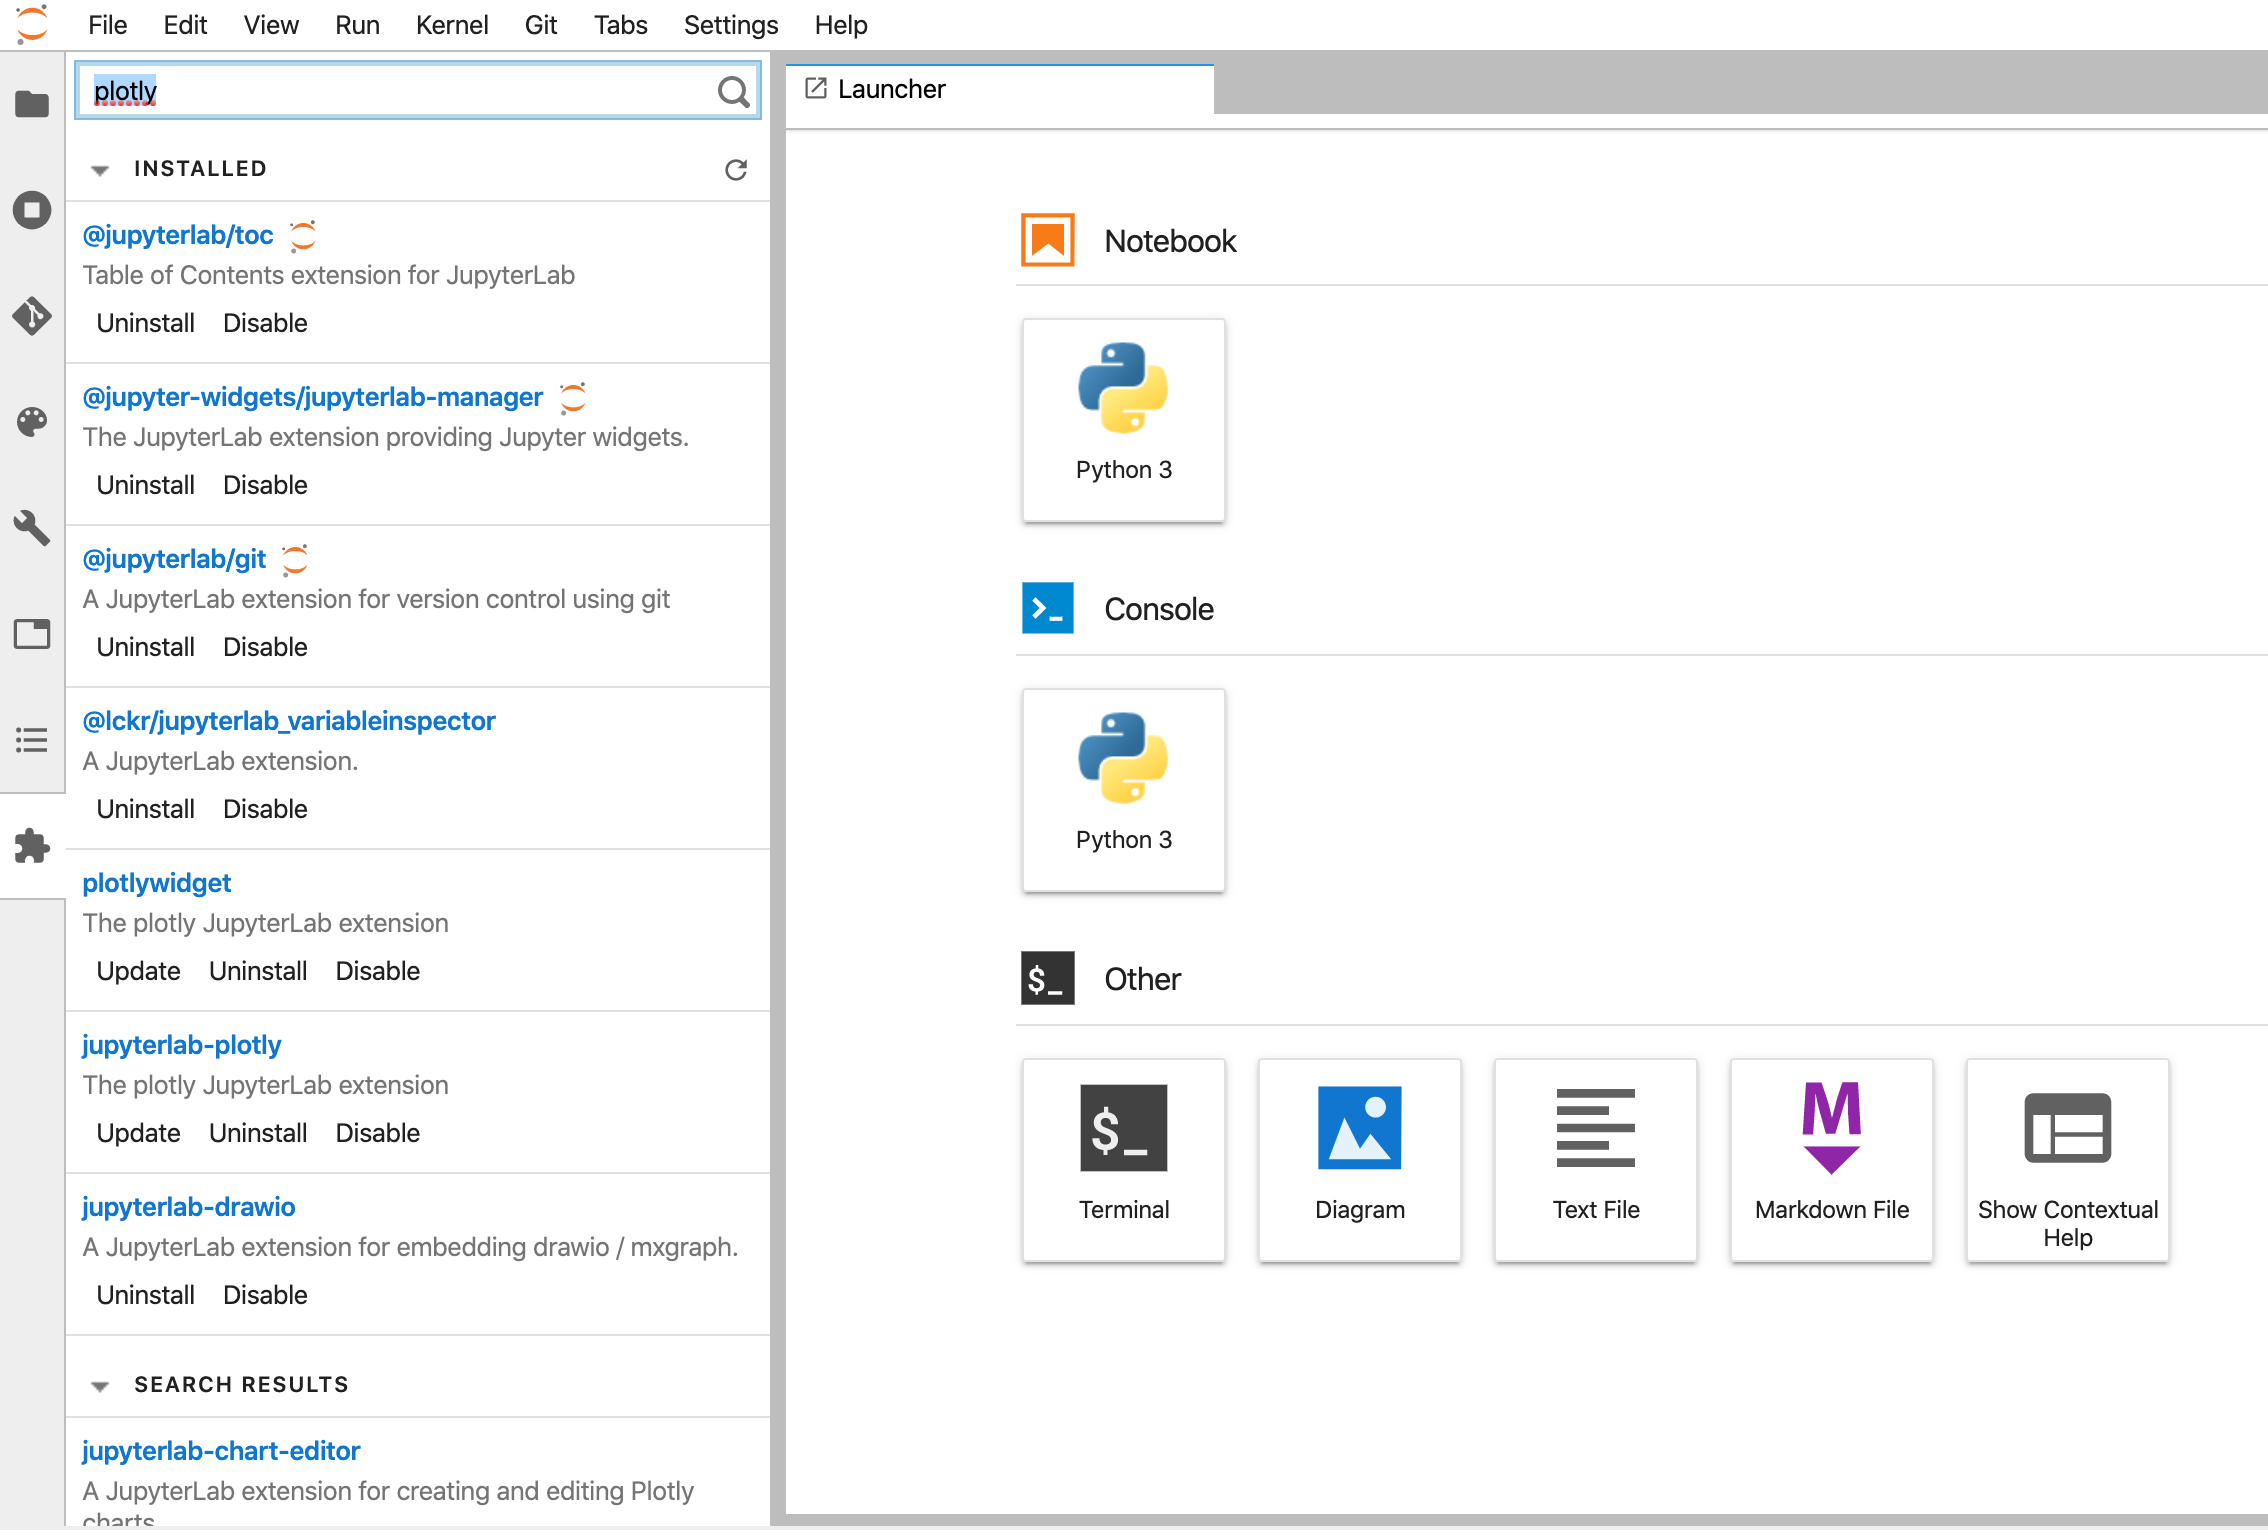 File Edit View Run Kernel Git Tabs Settings Help
plotly
INSTALLED
@jupyterlab/toc
Table of Contents extension for JupyterLab
Uninstall Disable
@jupyter-widgets/jupyterlab-manager
The JupyterLab extension providing Jupyter widgets.
Uninstall Disable
@jupyterlab/git
A JupyterLab extension for version control using git
Uninstall Disable
@lckr/jupyterlab_variableinspector
A JupyterLab extension.
Uninstall Disable
plotlywidget
The plotly JupyterLab extension
Update Uninstall Disable
jupyterlab-plotly
The plotly JupyterLab extension
Update Uninstall Disable
jupyterlab-drawio
A JupyterLab extension for embedding drawio / mxgraph.
Uninstall Disable
SEARCH RESULTS
jupyterlab-chart-editor
A JupyterLab extension for creating and editing Plotly
charts
Launcher
Notebook
Python 3
Console
>_
Python 3
$_
Other
$_
Terminal
Diagram
Text File
M
Markdown File
Show Contextual
Help